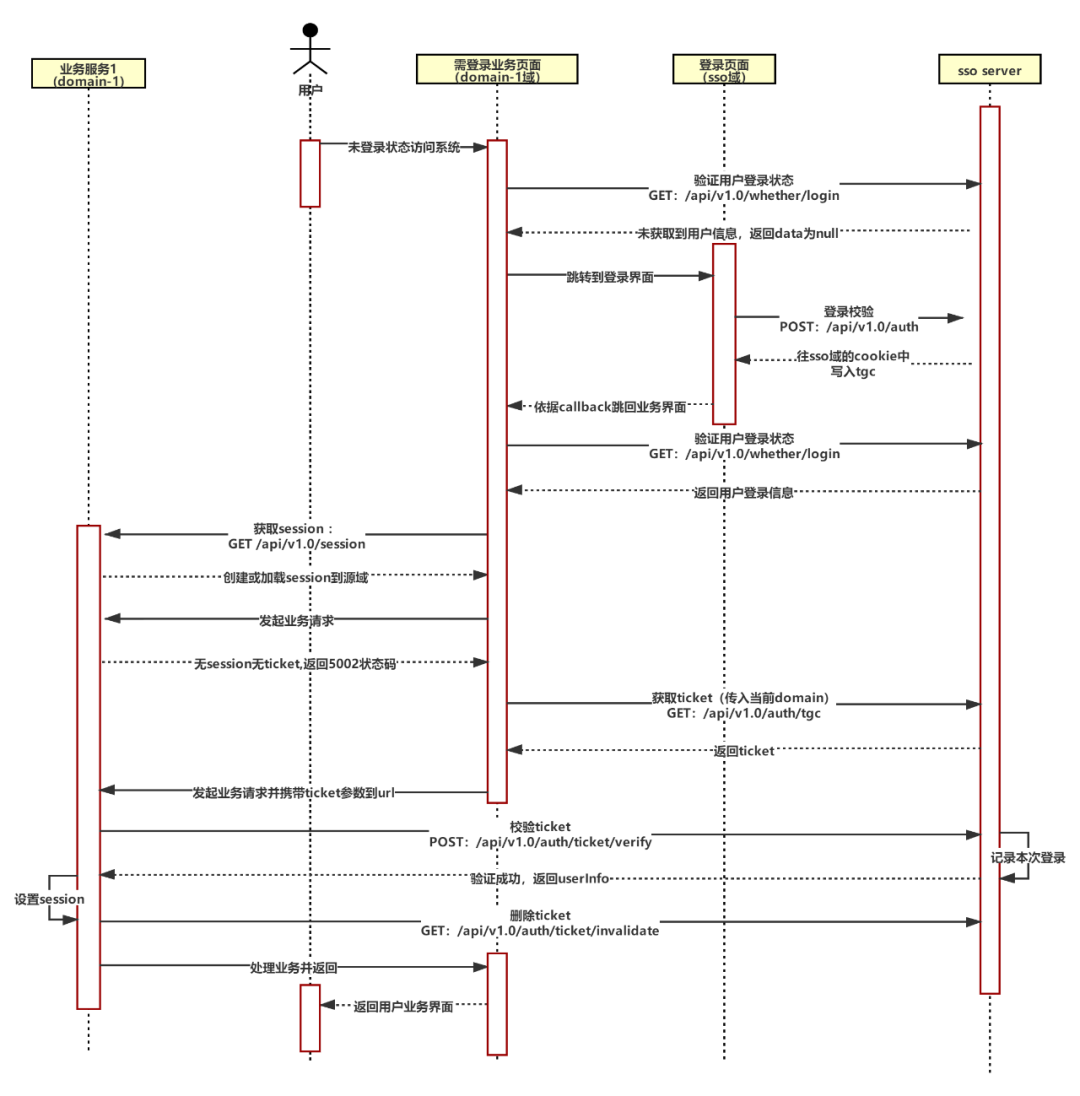 业务服务1
(domain-1)
用户
需登录业务页面
(domain-1域)
登录页面
(sso域)
sso server
未登录状态访问系统
验证用户登录状态
GET：/api/v1.0/whether/login
未获取到用户信息，返回data为null
跳转到登录界面
登录校验
POST：/api/v1.0/auth
往sso域的cookie中
写入tgc
依据callback跳回业务界面
验证用户登录状态
GET：/api/v1.0/whether/login
返回用户登录信息
获取session：
GET /api/v1.0/session
创建或加载session到源域
发起业务请求
无session无ticket,返回5002状态码
获取ticket（传入当前domain）
GET：/api/v1.0/auth/tgc
返回ticket
发起业务请求并携带ticket参数到url
校验ticket
POST：/api/v1.0/auth/ticket/verify
记录本次登录
验证成功，返回userInfo
设置session
删除ticket
GET：/api/v1.0/auth/ticket/invalidate
处理业务并返回
返回用户业务界面